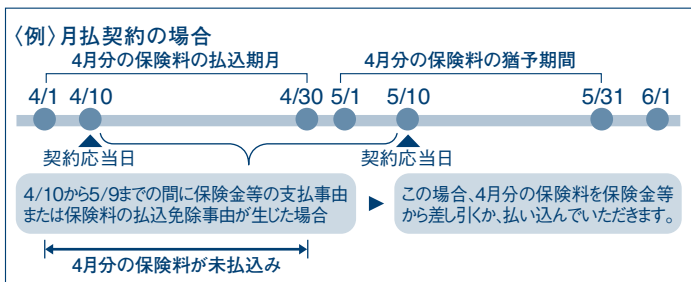 〈例〉月払契約の場合
4月分の保険料の払込期月
4月分の保険料の猶予期間
4/1 4/10 4/30 5/1 5/10 5/31 6/1
契約応当日 契約応当日
4/10から5/9までの間に保険金等の支払事由
または保険料の払込免除事由が生じた場合
この場合、4月分の保険料を保険金等
から差し引くか、払い込んでいただきます。
4月分の保険料が未払込み